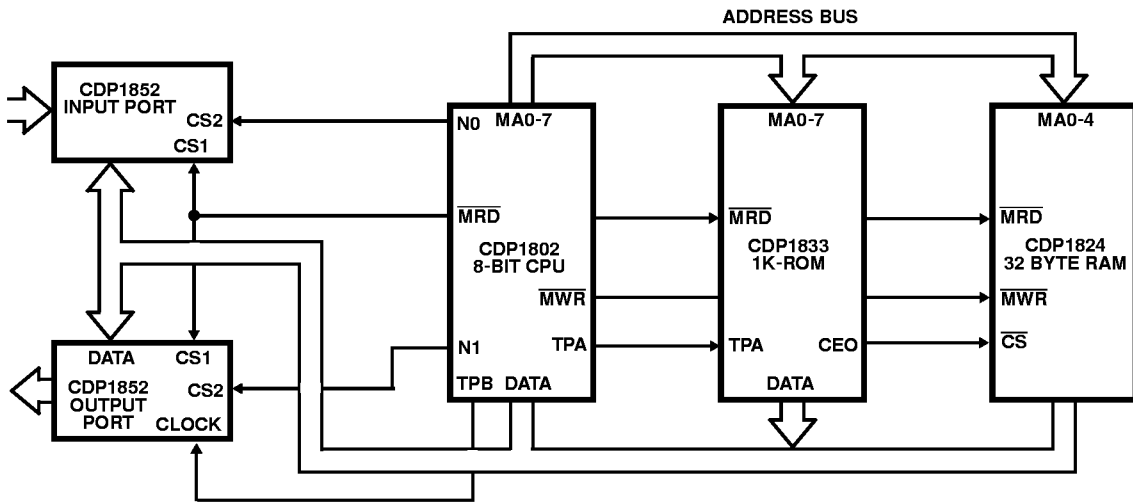 ADDRESS BUS
CDP1852
INPUT PORT
CS2
CS1
N0
MA0-7
MRD
CDP1802
8-BIT CPU
MWR
N1
TPA
TPB
DATA
MA0-7
MRD
CDP1833
1K-ROM
TPA
CEO
DATA
MA0-4
MRD
CDP1824
32 BYTE RAM
MWR
CS
DATA
CS1
CDP1852
OUTPUT
PORT
CS2
CLOCK